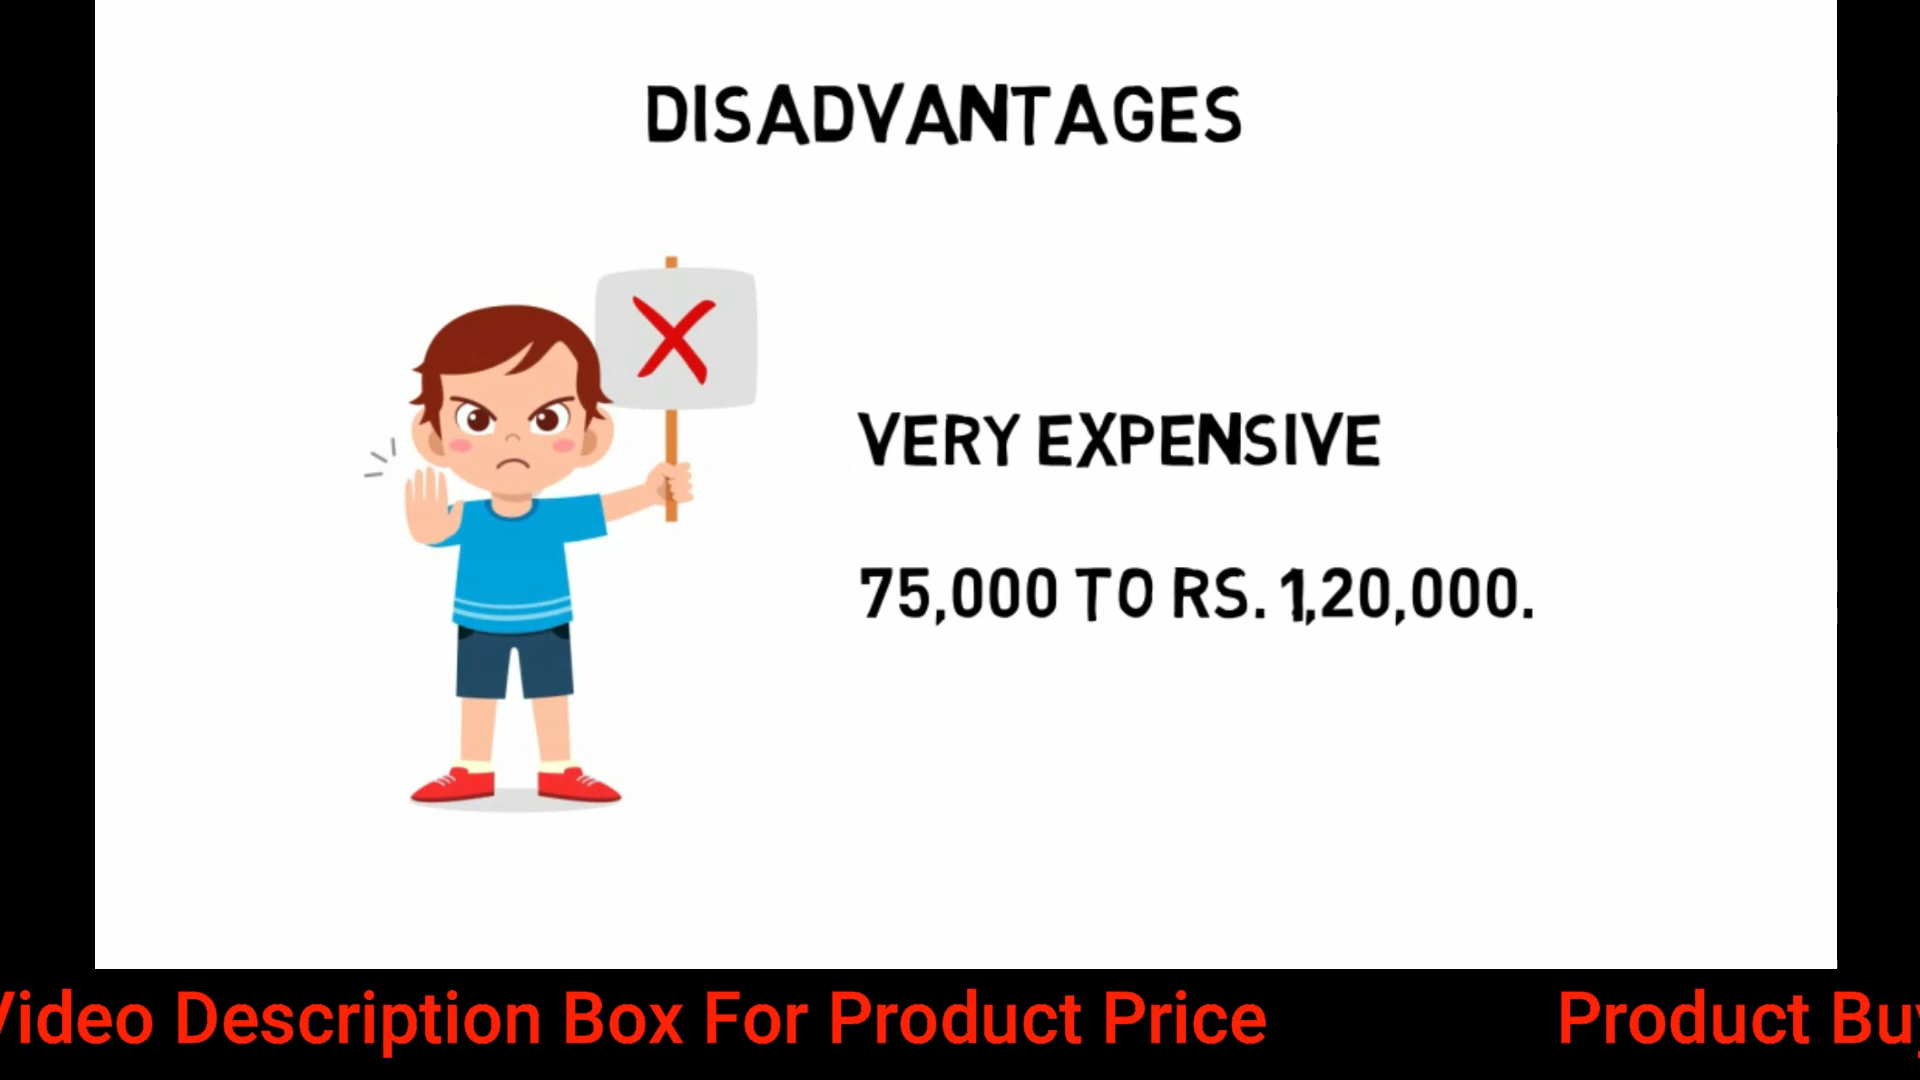 DISADVANTAGES
VERY EXPENSIVE
75,000 TO RS. 1,20,000.
Video Description Box For Product Price Product Buy